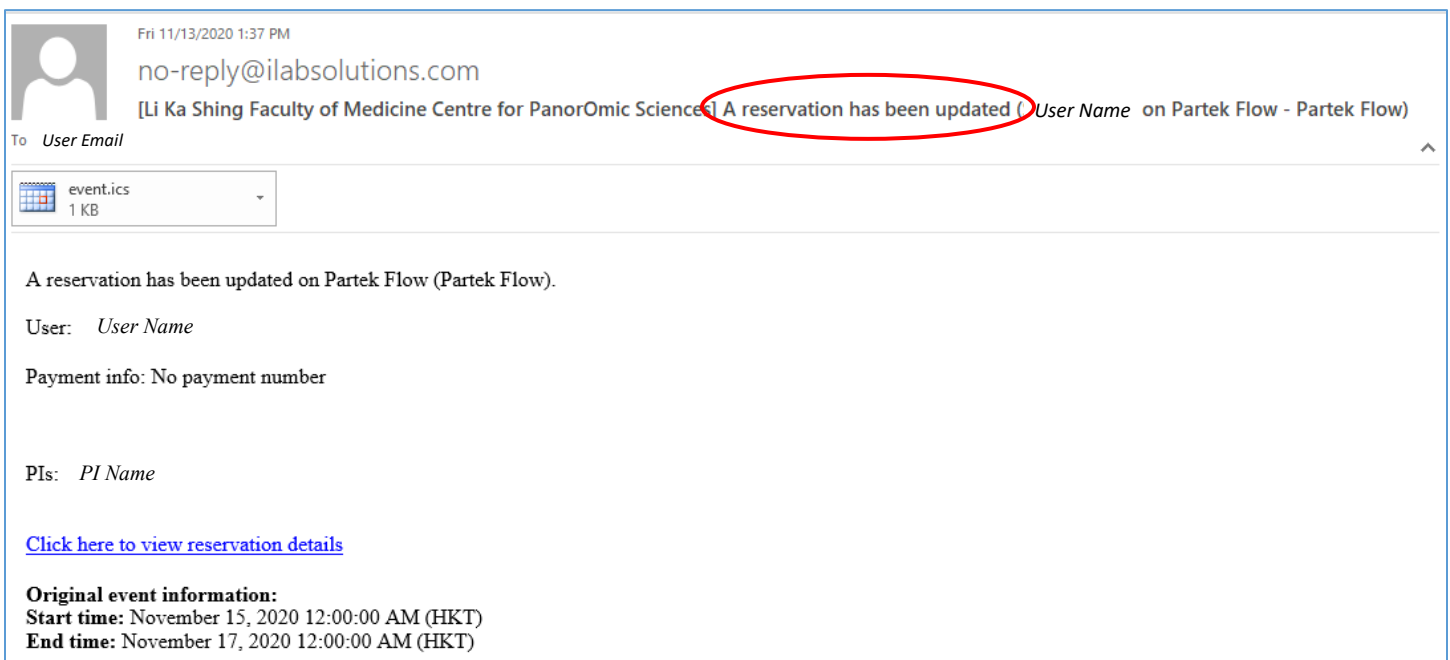 Fri 11/13/2020 1:37 PM
no-reply@ilabsolutions.com
[Li Ka Shing Faculty of Medicine Centre for PanorOmic Sciences] A reservation has been updated ( User Name on Partek Flow - Partek Flow)
To User Email
event.ics
1 KB
A reservation has been updated on Partek Flow (Partek Flow).
User: User Name
Payment info: No payment number
PIs: PI Name
Click here to view reservation details
Original event information:
Start time: November 15, 2020 12:00:00 AM (HKT)
End time: November 17, 2020 12:00:00 AM (HKT)